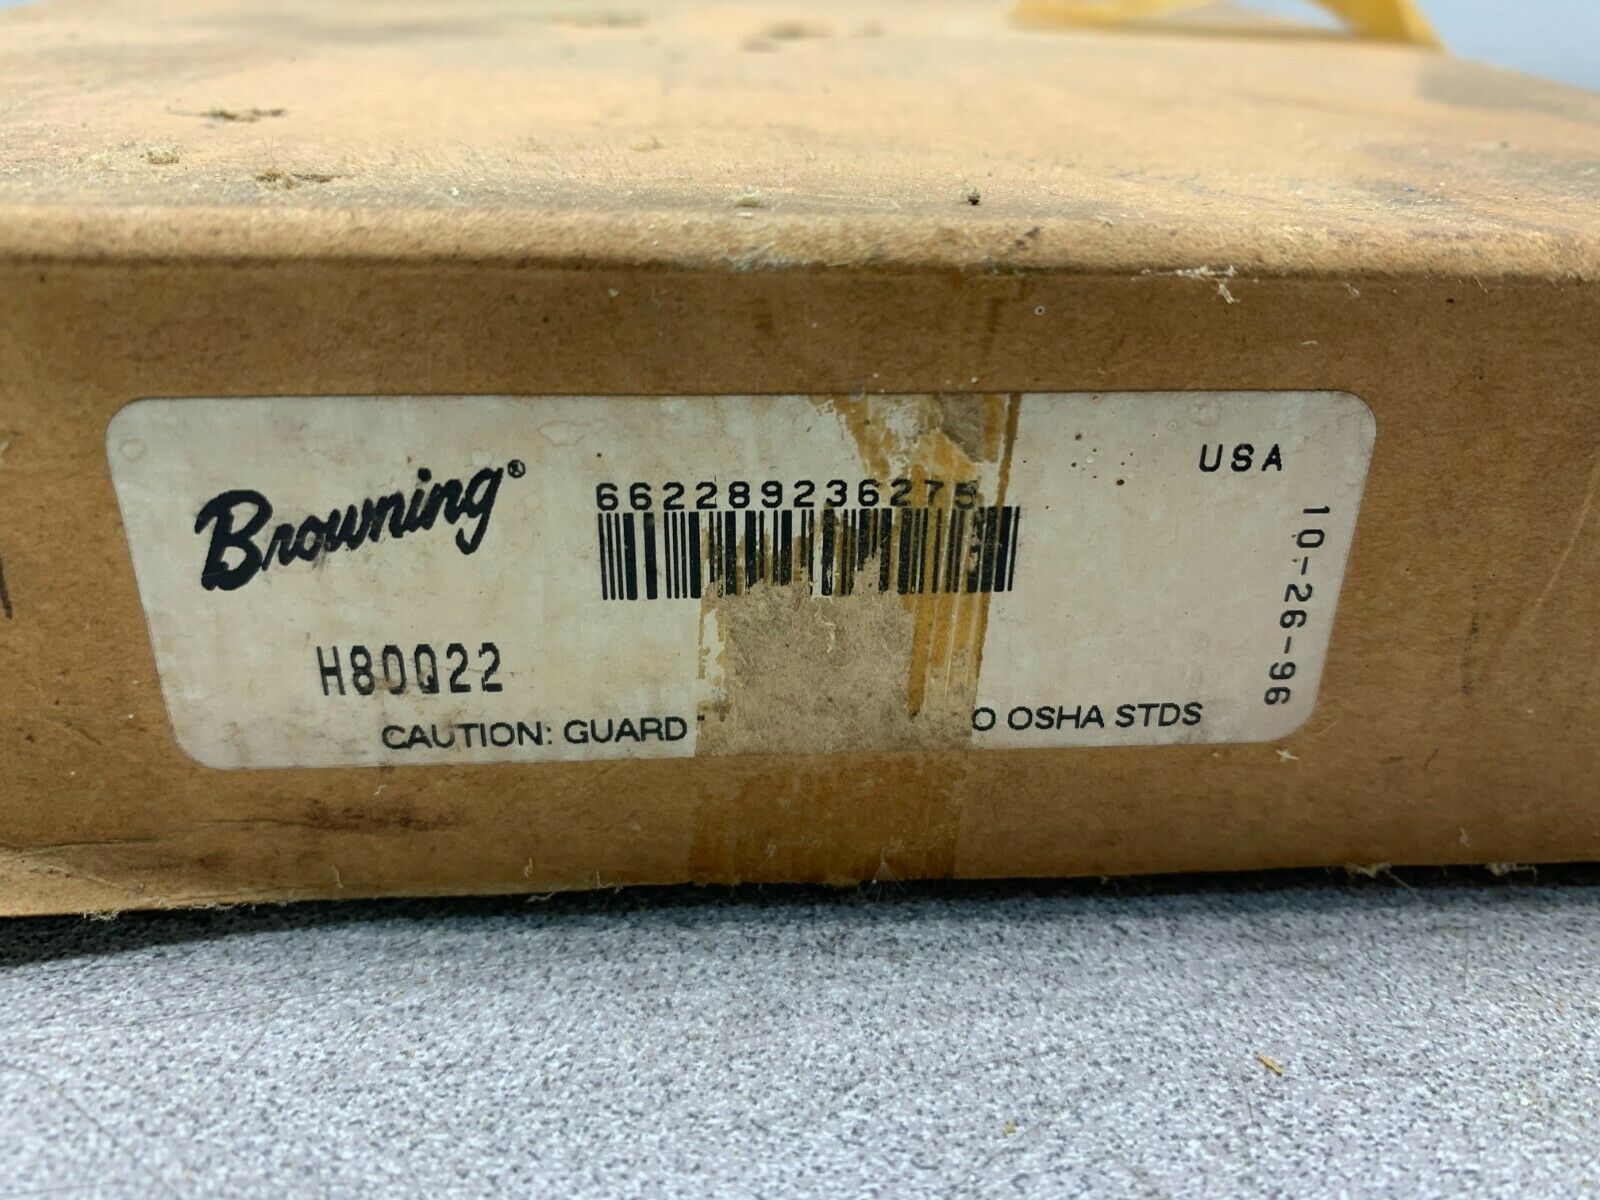 Browning®
662289236275
USA
10-26-96
H80Q22
CAUTION: GUARD O OSHA STDS